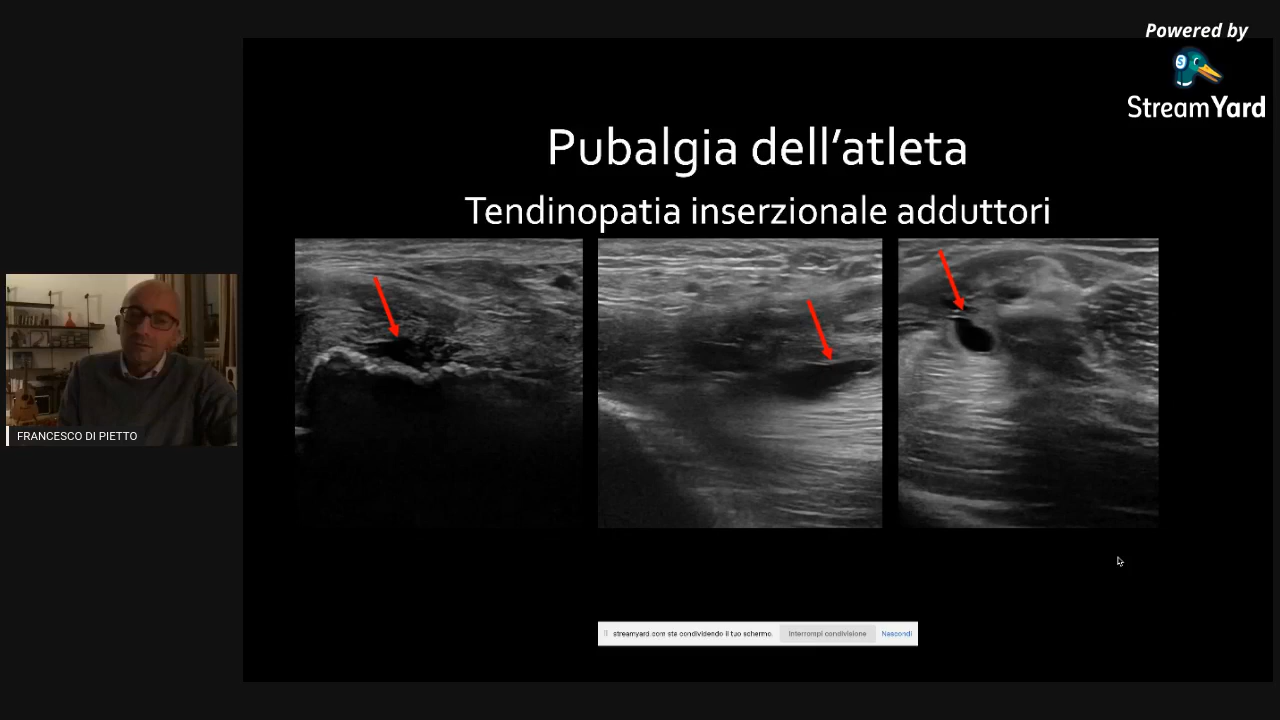 Powered by
StreamYard
Pubalgia dell'atleta
Tendinopatia inserzionale adduttori
FRANCESCO DI PIETTO
streamyard.com sta condividendo il tuo schermo.
Interrompi condivisione
Nascondi